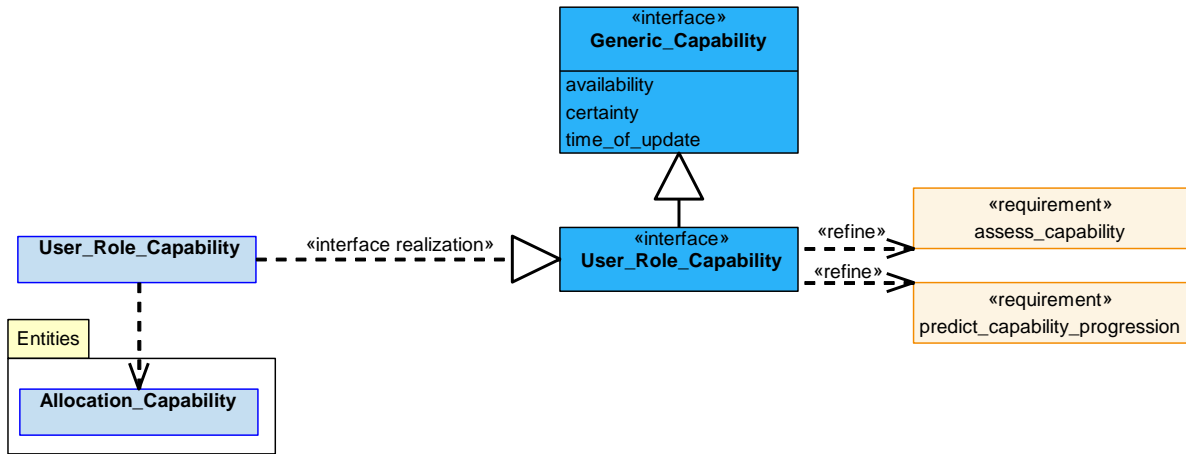 «interface»
Generic_Capability
availability
certainty
time_of_update
User_Role_Capability
«interface realization»
«interface»
User_Role_Capability
«refine»
«refine»
«requirement»
assess_capability
«requirement»
predict_capability_progression
Entities
Allocation_Capability